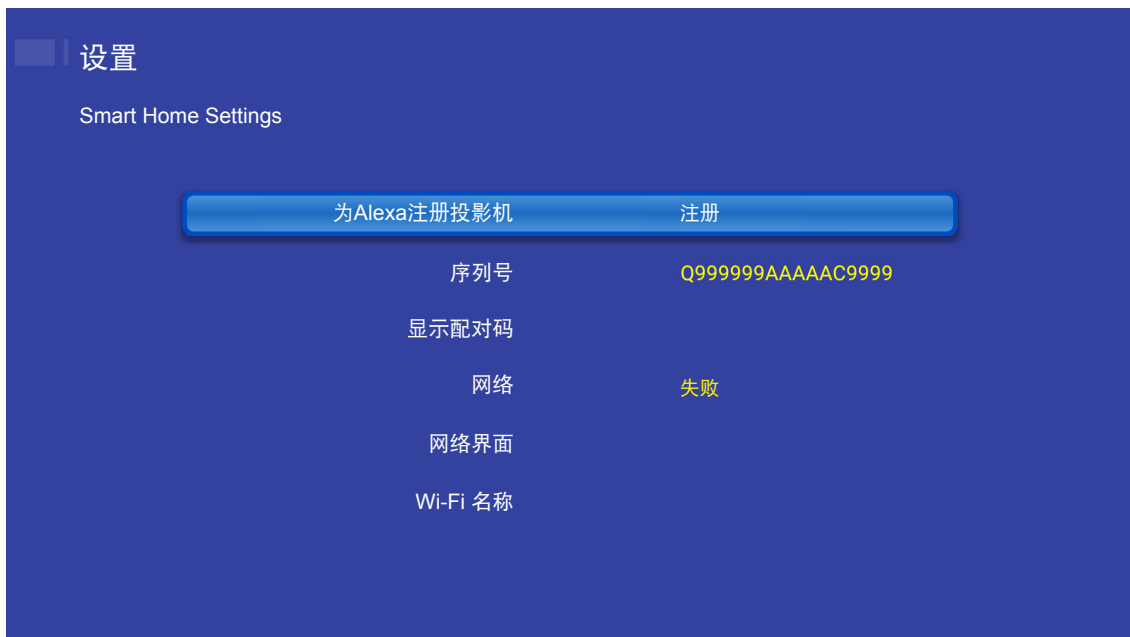 设置
Smart Home Settings
为Alexa注册投影机 注册
序列号 Q999999AAAAAC9999
显示配对码
网络 失败
网络界面
Wi-Fi 名称